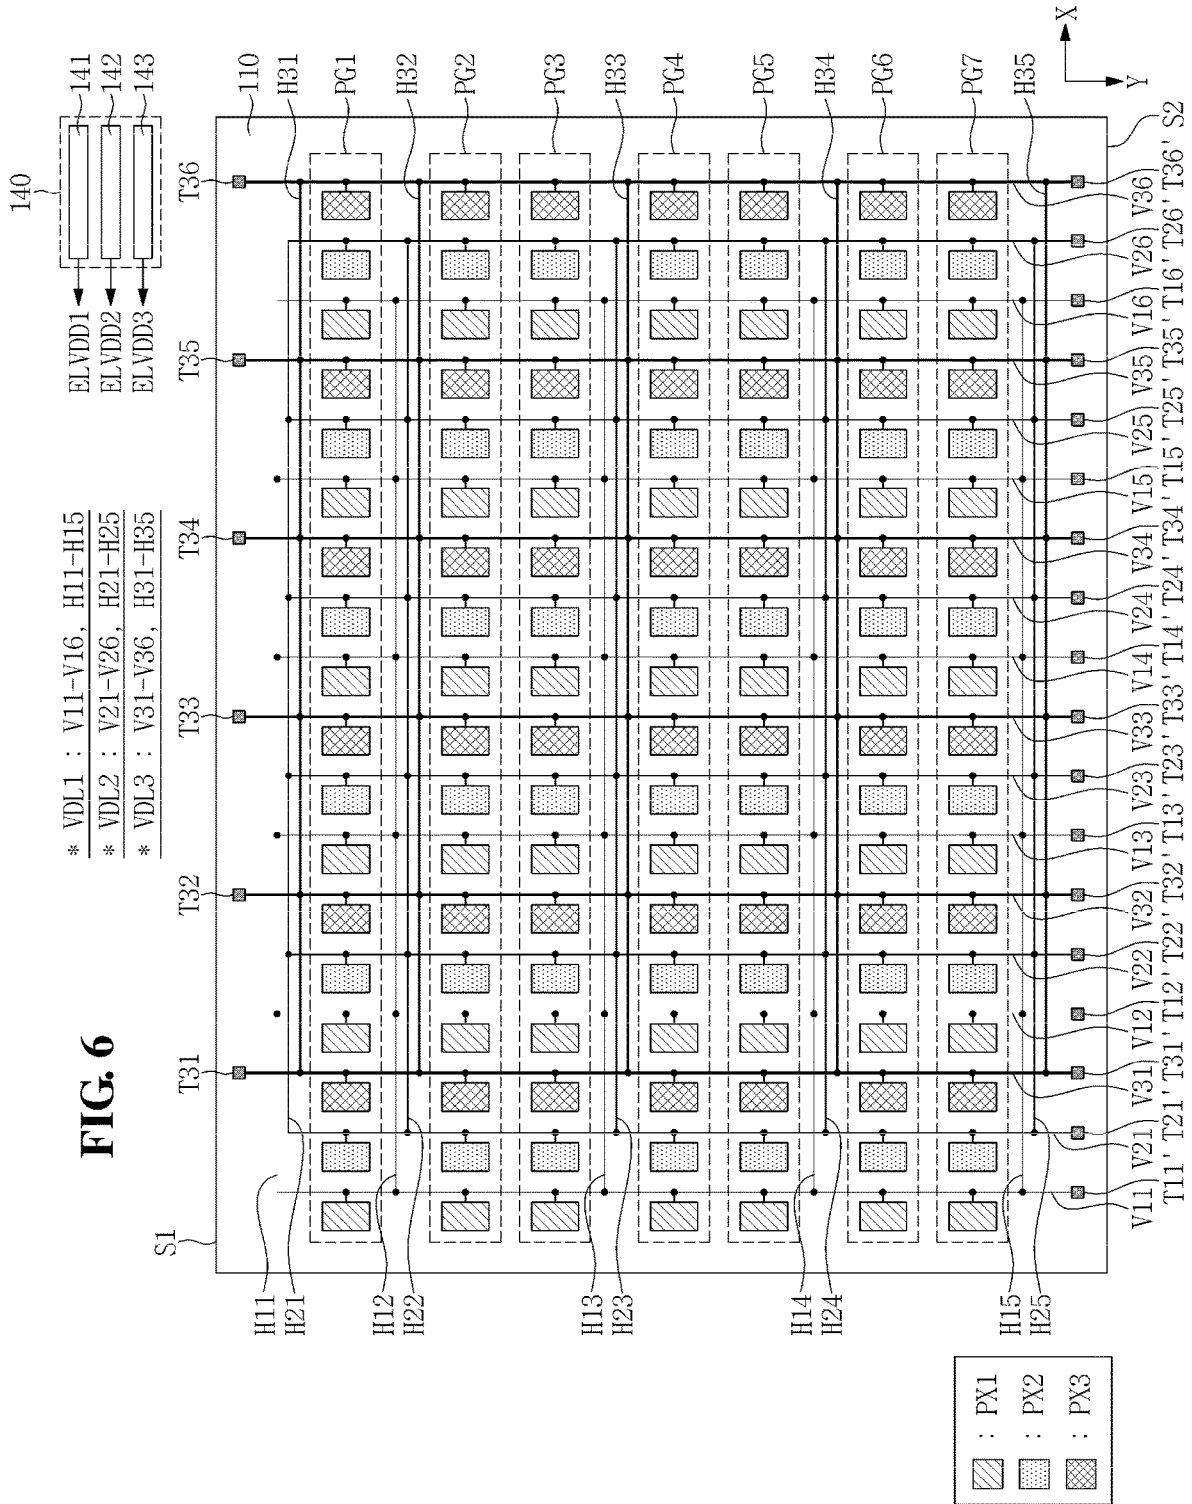 FIG. 6
* VDL1 : V11-V16, H11-H15
* VDL2 : V21-V26, H21-H25
* VDL3 : V31-V36, H31-H35
140
ELVDD1 141
ELVDD2 142
ELVDD3 143
S1 T31 T32 T33 T34 T35 T36 110
H11
H21
H31
PG1
H12
H22
H32
PG2
PG3
H13
H23
H33
PG4
PG5
H14
H24
H34
PG6
PG7
H15
H25
H35
X
Y
S2
V11 V21 V31 V12 V22 V32 V13 V23 V33 V14 V24 V34 V15 V25 V35 V16 V26 V36
T11' T21' T31' T12' T22' T32' T13' T23' T33' T14' T24' T34' T15' T25' T35' T16' T26' T36'
: PX1
: PX2
: PX3